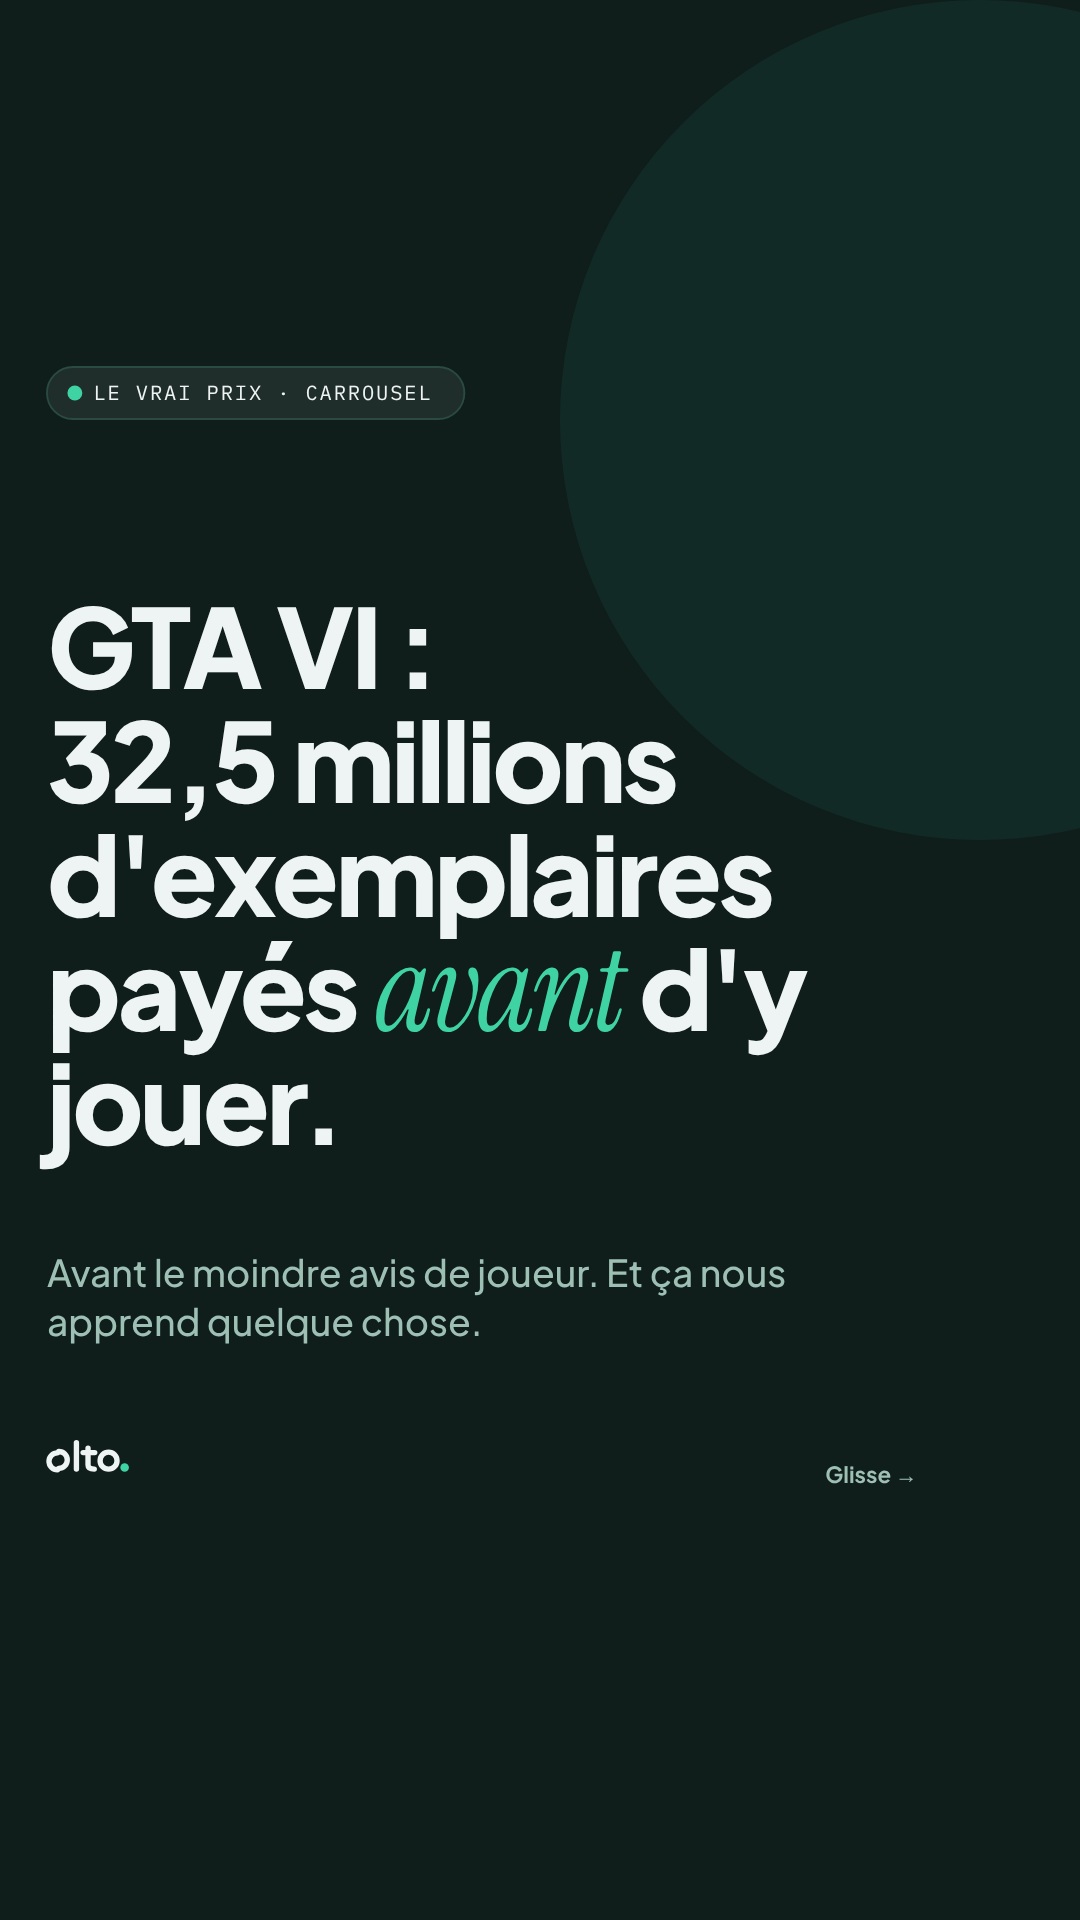 LE VRAI PRIX · CARROUSEL
GTA VI :
32,5 millions
d'exemplaires
payés avant d'y
jouer.
Avant le moindre avis de joueur. Et ça nous
apprend quelque chose.
olto.
Glisse →